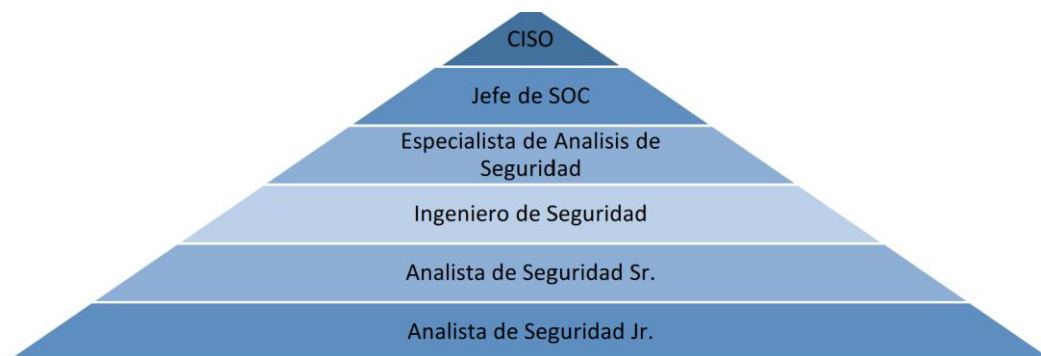 CISO
Jefe de SOC
Especialista de Analisis de
Seguridad
Ingeniero de Seguridad
Analista de Seguridad Sr.
Analista de Seguridad Jr.